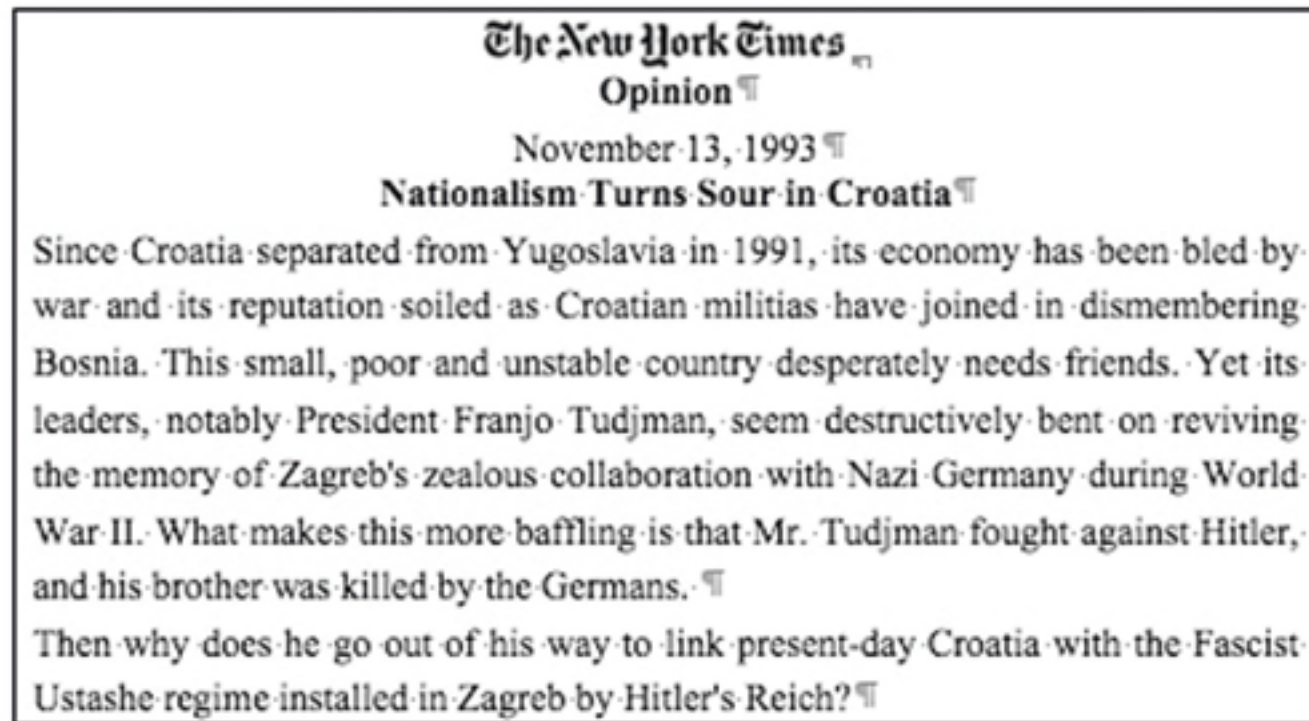 The New York Times
Opinion
November 13, 1993
Nationalism Turns Sour in Croatia
Since Croatia separated from Yugoslavia in 1991, its economy has been bled by
war and its reputation soiled as Croatian militias have joined in dismembering
Bosnia. This small, poor and unstable country desperately needs friends. Yet its
leaders, notably President Franjo Tudjman, seem destructively bent on reviving
the memory of Zagreb's zealous collaboration with Nazi Germany during World
War II. What makes this more baffling is that Mr. Tudjman fought against Hitler,
and his brother was killed by the Germans.
Then why does he go out of his way to link present-day Croatia with the Fascist
Ustashe regime installed in Zagreb by Hitler's Reich?